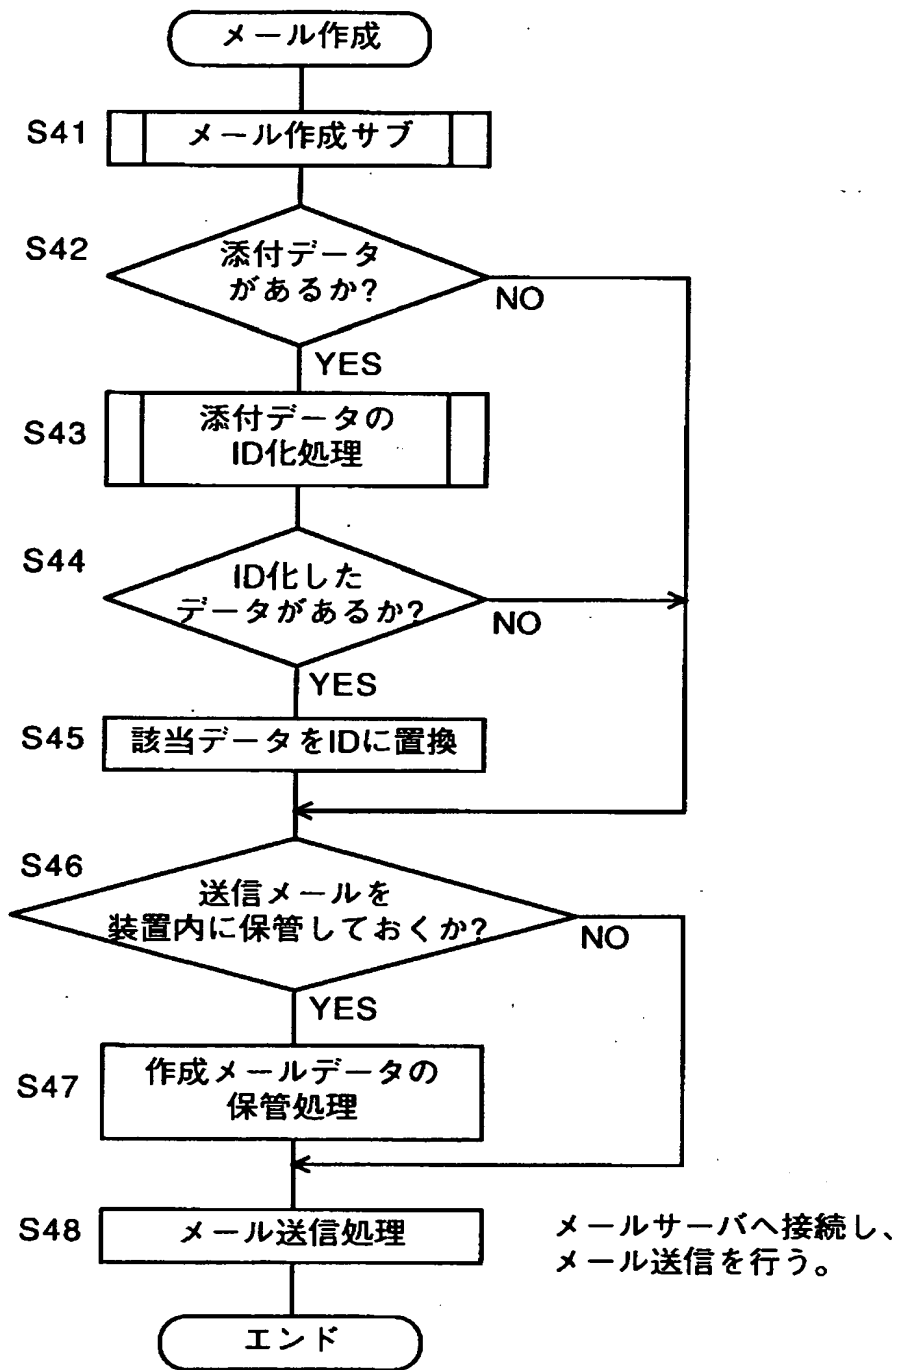 メール作成
S41
メール作成サブ
S42
添付データ
があるか?
NO
YES
S43
添付データの
ID化処理
S44
ID化した
データがあるか?
NO
YES
S45
該当データをIDに置換
S46
送信メールを
装置内に保管しておくか?
NO
YES
S47
作成メールデータの
保管処理
S48
メール送信処理
メールサーバへ接続し、
メール送信を行う。
エンド